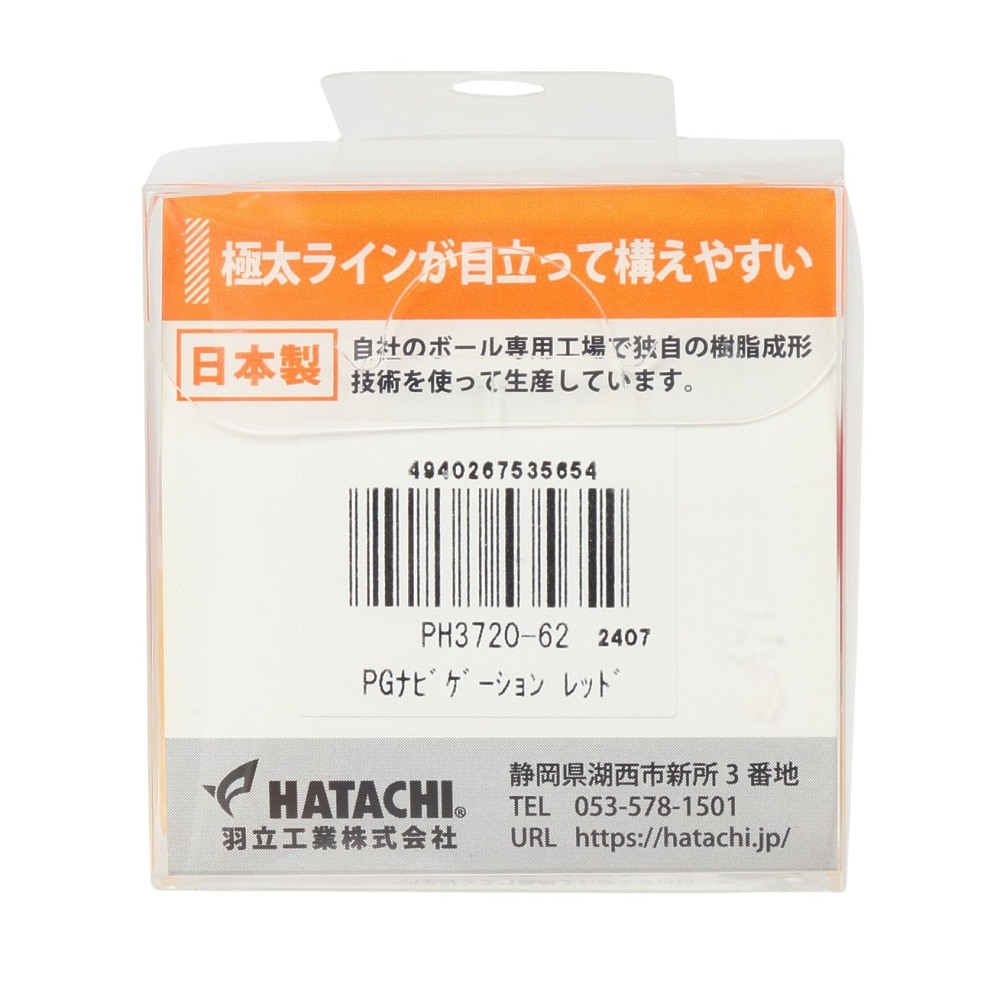 極太ラインが目立って構えやすい
日本製
自社のボール専用工場で独自の樹脂成形
技術を使って生産しています。
4940267535654
PH3720-62 2407
PGナビゲーション レッド
HATACHI®
羽立工業株式会社
静岡県湖西市新所3番地
TEL 053-578-1501
URL https://hatachi.jp/